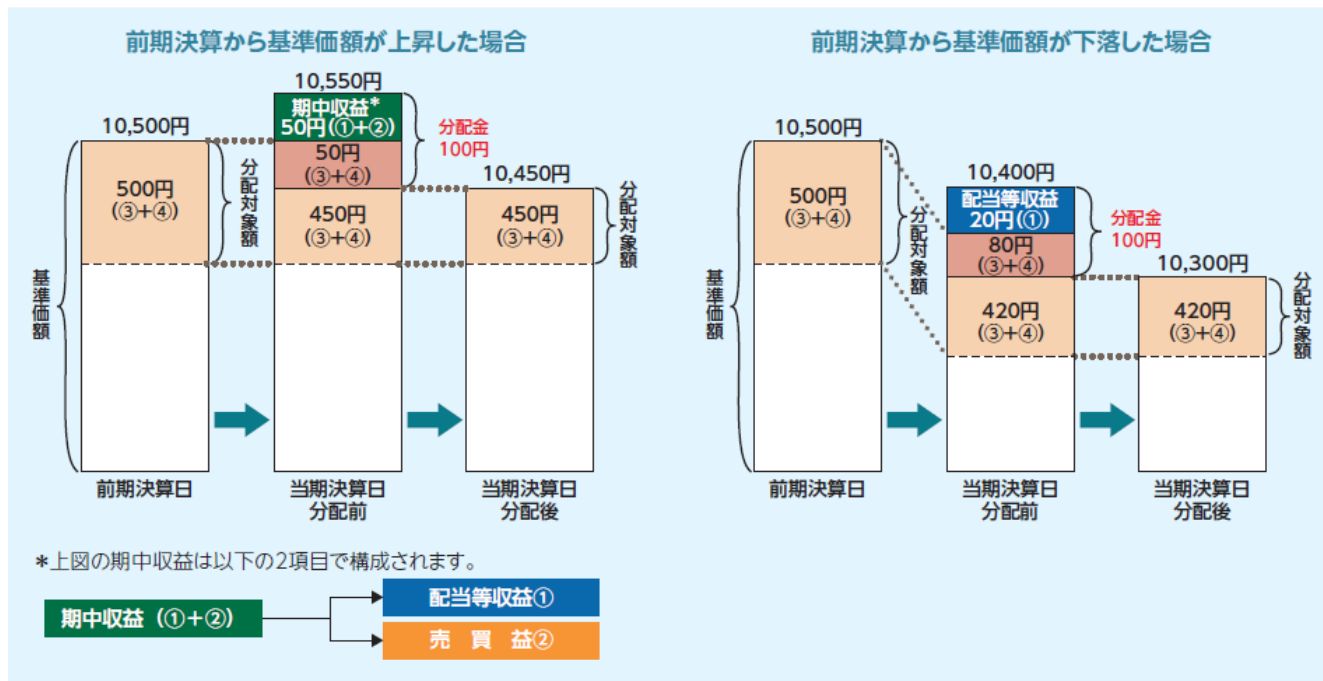 前期決算から基準価額が上昇した場合
10,500円
500円
(③+④)
分配対象額
基準価額
前期決算日
10,550円
期中収益*
50円(①+②)
50円
(③+④)
450円
(③+④)
分配金
100円
当期決算日
分配前
10,450円
450円
(③+④)
分配対象額
当期決算日
分配後
前期決算から基準価額が下落した場合
10,500円
500円
(③+④)
分配対象額
基準価額
前期決算日
10,400円
配当等収益
20円(①)
80円
(③+④)
420円
(③+④)
分配金
100円
当期決算日
分配前
10,300円
420円
(③+④)
分配対象額
当期決算日
分配後
*上図の期中収益は以下の2項目で構成されます。
期中収益(①+②)
配当等収益①
売 買 益②